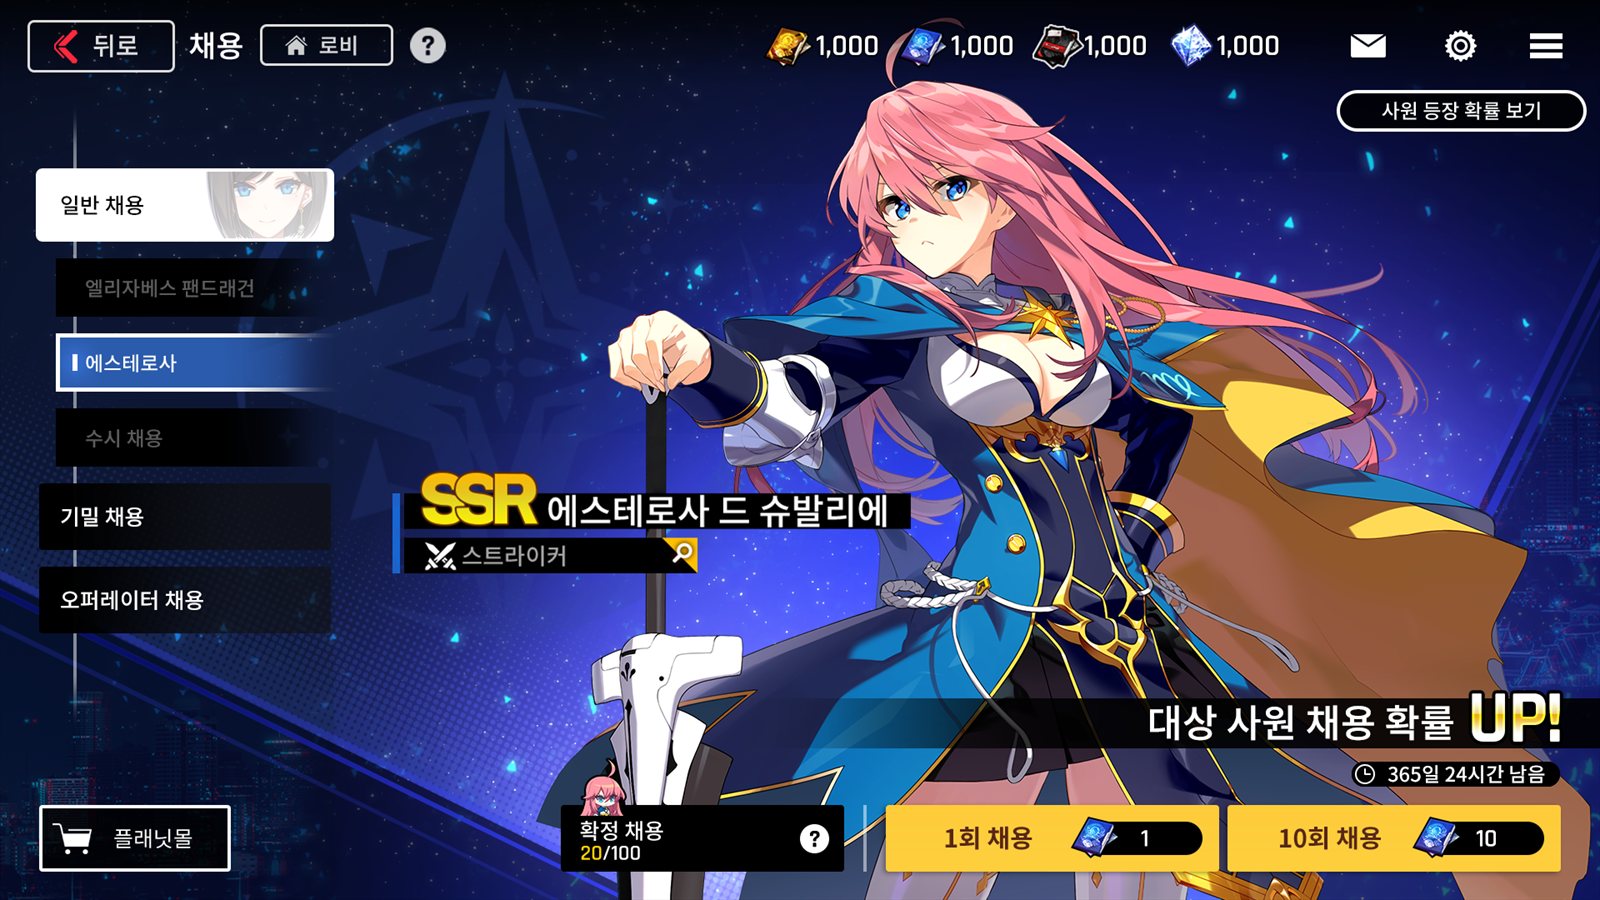 뒤로
채용
로비
?
1,000
1,000
1,000
1,000
사원 등장 확률 보기
일반 채용
엘리자베스 팬드래건
에스테로사
수시 채용
기밀 채용
오퍼레이터 채용
SSR 에스테로사 드 슈발리에
스트라이커
대상 사원 채용 확률 UP!
365일 24시간 남음
플래닛몰
확정 채용
20/100
?
1회 채용 1
10회 채용 10